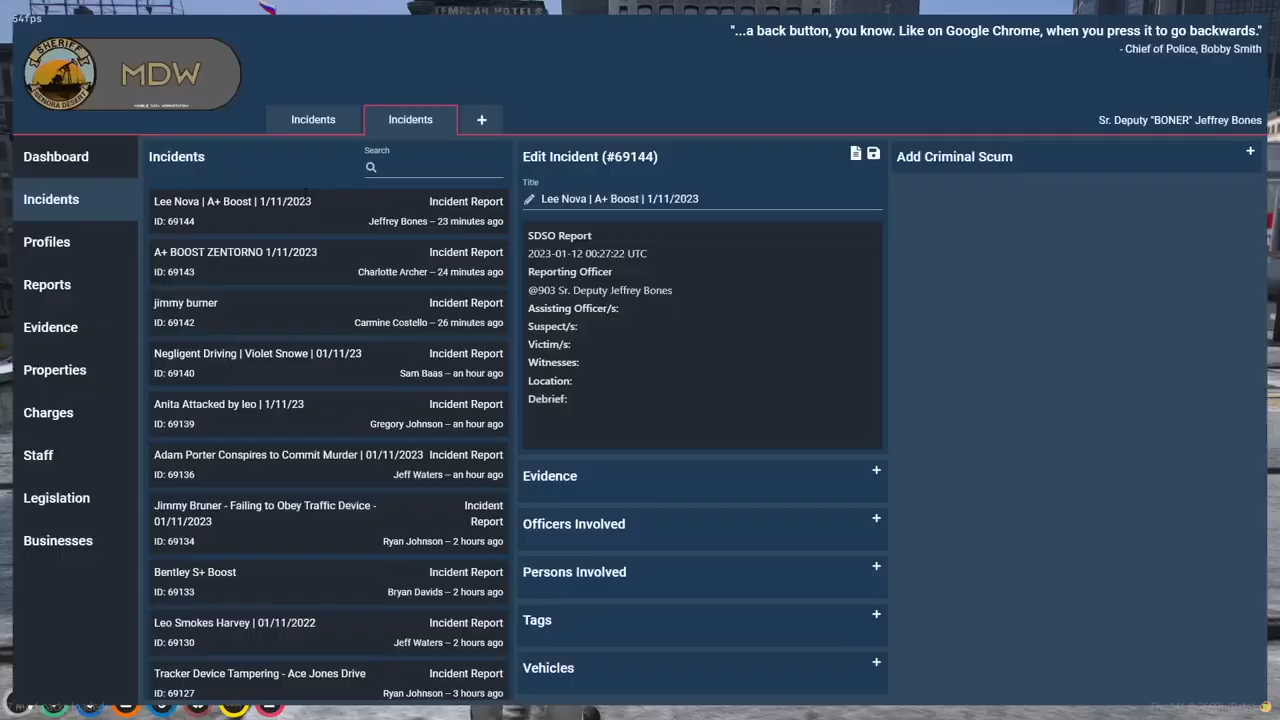 54fps
TEMPLAR HOTEL
"...a back button, you know. Like on Google Chrome, when you press it to go backwards."
- Chief of Police, Bobby Smith
SHERIFF
SENORA DESERT
MDW
MOBILE DATA WORKSTATION
Incidents
Incidents
+
Sr. Deputy "BONER" Jeffrey Bones
Dashboard
Incidents
Profiles
Reports
Evidence
Properties
Charges
Staff
Legislation
Businesses
Incidents
Search
Lee Nova | A+ Boost | 1/11/2023
Incident Report
ID: 69144
Jeffrey Bones – 23 minutes ago
A+ BOOST ZENTORNO 1/11/2023
Incident Report
ID: 69143
Charlotte Archer – 24 minutes ago
jimmy burner
Incident Report
ID: 69142
Carmine Costello – 26 minutes ago
Negligent Driving | Violet Snowe | 01/11/23
Incident Report
ID: 69140
Sam Baas – an hour ago
Anita Attacked by leo | 1/11/23
Incident Report
ID: 69139
Gregory Johnson – an hour ago
Adam Porter Conspires to Commit Murder | 01/11/2023
Incident Report
ID: 69136
Jeff Waters – an hour ago
Jimmy Bruner - Failing to Obey Traffic Device -
01/11/2023
Incident
Report
ID: 69134
Ryan Johnson – 2 hours ago
Bentley S+ Boost
Incident Report
ID: 69133
Bryan Davids – 2 hours ago
Leo Smokes Harvey | 01/11/2022
Incident Report
ID: 69130
Jeff Waters – 2 hours ago
Tracker Device Tampering - Ace Jones Drive
Incident Report
ID: 69127
Ryan Johnson – 3 hours ago
Edit Incident (#69144)
Title
Lee Nova | A+ Boost | 1/11/2023
SDSO Report
2023-01-12 00:27:22 UTC
Reporting Officer
@903 Sr. Deputy Jeffrey Bones
Assisting Officer/s:
Suspect/s:
Victim/s:
Witnesses:
Location:
Debrief:
Evidence
+
Officers Involved
+
Persons Involved
+
Tags
+
Vehicles
+
Add Criminal Scum
+